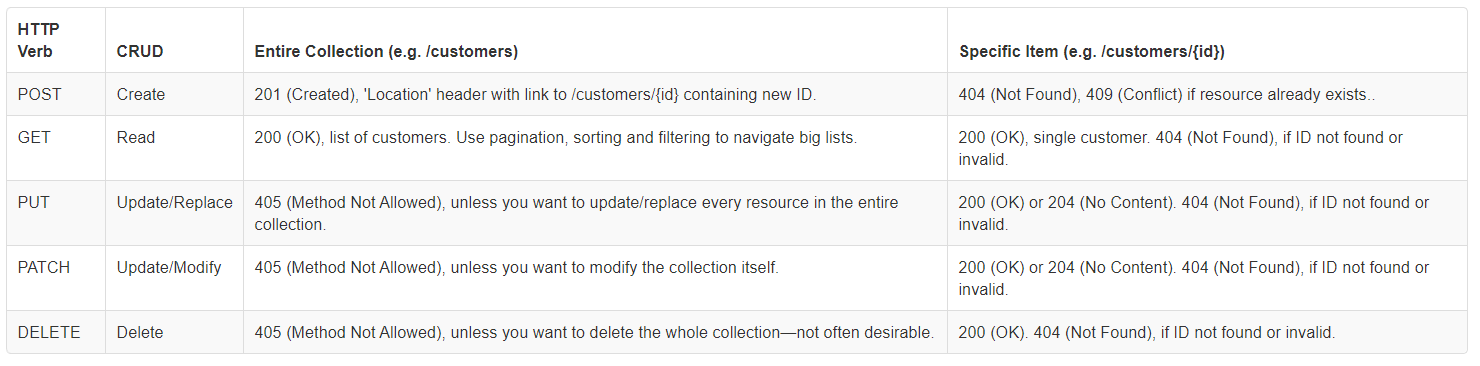 HTTP
Verb
CRUD
Entire Collection (e.g. /customers)
Specific Item (e.g. /customers/{id})
POST
Create
201 (Created), 'Location' header with link to /customers/{id} containing new ID.
404 (Not Found), 409 (Conflict) if resource already exists..
GET
Read
200 (OK), list of customers. Use pagination, sorting and filtering to navigate big lists.
200 (OK), single customer. 404 (Not Found), if ID not found or
invalid.
PUT
Update/Replace
405 (Method Not Allowed), unless you want to update/replace every resource in the entire
collection.
200 (OK) or 204 (No Content). 404 (Not Found), if ID not found or
invalid.
PATCH
Update/Modify
405 (Method Not Allowed), unless you want to modify the collection itself.
200 (OK) or 204 (No Content). 404 (Not Found), if ID not found or
invalid.
DELETE
Delete
405 (Method Not Allowed), unless you want to delete the whole collection—not often desirable.
200 (OK). 404 (Not Found), if ID not found or invalid.